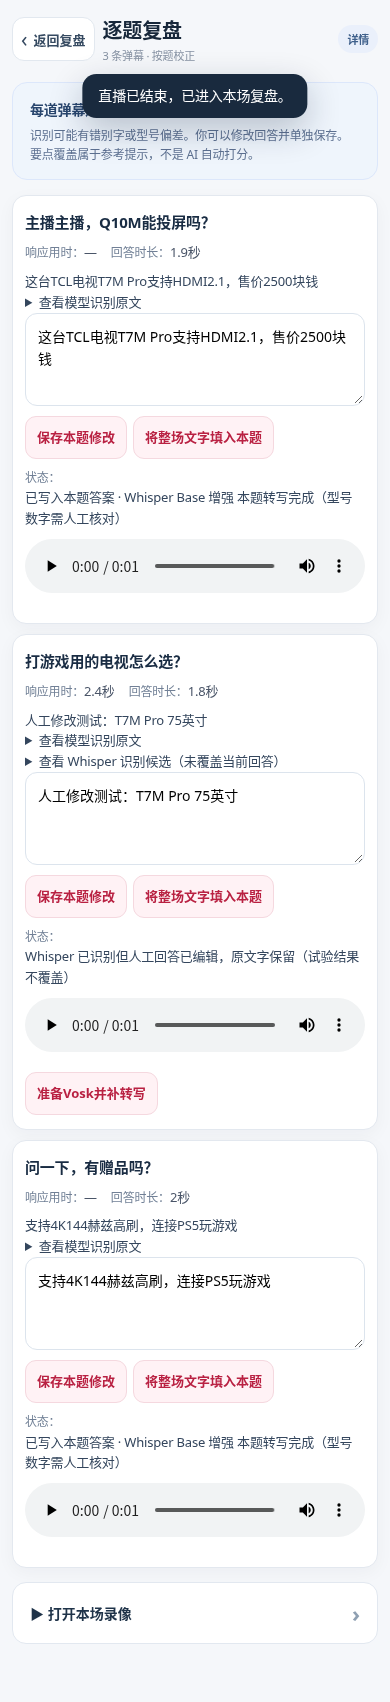 ‹ 返回复盘
逐题复盘
3 条弹幕 · 按题校正
详情
直播已结束，已进入本场复盘。
每道弹幕
识别可能有错别字或型号偏差。你可以修改回答并单独保存。
要点覆盖属于参考提示，不是 AI 自动打分。
主播主播，Q10M能投屏吗？
响应用时：— 回答时长：1.9秒
这台TCL电视T7M Pro支持HDMI2.1，售价2500块钱
▶ 查看模型识别原文
这台TCL电视T7M Pro支持HDMI2.1，售价2500块
钱
保存本题修改 将整场文字填入本题
状态：
已写入本题答案 · Whisper Base 增强 本题转写完成（型号
数字需人工核对）
0:00 / 0:01
打游戏用的电视怎么选？
响应用时：2.4秒 回答时长：1.8秒
人工修改测试：T7M Pro 75英寸
▶ 查看模型识别原文
▶ 查看 Whisper 识别候选（未覆盖当前回答）
人工修改测试：T7M Pro 75英寸
保存本题修改 将整场文字填入本题
状态：
Whisper 已识别但人工回答已编辑，原文字保留（试验结果
不覆盖）
0:00 / 0:01
准备Vosk并补转写
问一下，有赠品吗？
响应用时：— 回答时长：2秒
支持4K144赫兹高刷，连接PS5玩游戏
▶ 查看模型识别原文
支持4K144赫兹高刷，连接PS5玩游戏
保存本题修改 将整场文字填入本题
状态：
已写入本题答案 · Whisper Base 增强 本题转写完成（型号
数字需人工核对）
0:00 / 0:01
▶ 打开本场录像 ›